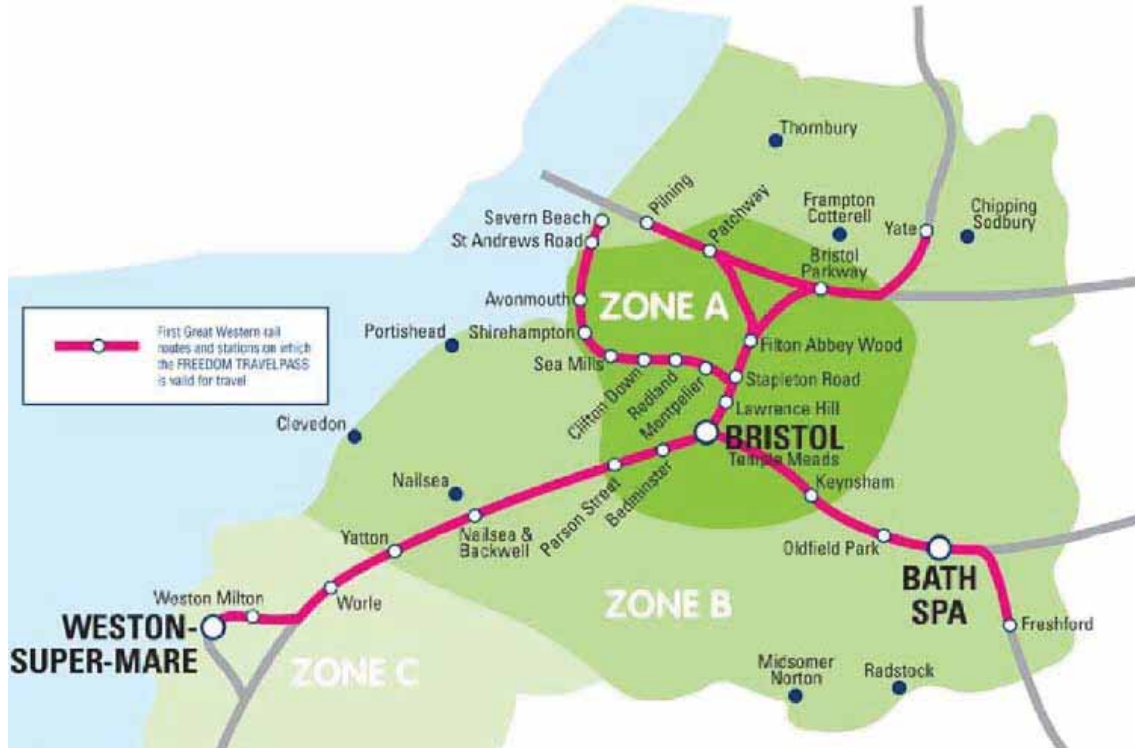 Thornbury
Pilning
Patchway
Frampton
Cotterell
Chipping
Sodbury
Severn Beach
St Andrews Road
Yate
Bristol
Parkway
Avonmouth
ZONE A
First Great Western rail
routes and stations on which
the FREEDOM TRAVELPASS
is valid for travel
Portishead
Shirehampton
Filton Abbey Wood
Sea Mills
Clifton Down
Redland
Montpelier
Stapleton Road
Lawrence Hill
Clevedon
BRISTOL
Temple Meads
Nailsea
Keynsham
Parson Street
Bedminster
Nailsea &
Backwell
Yatton
Oldfield Park
BATH
SPA
Weston Milton
Worle
ZONE B
WESTON-
SUPER-MARE
Freshford
ZONE C
Midsomer
Norton
Radstock